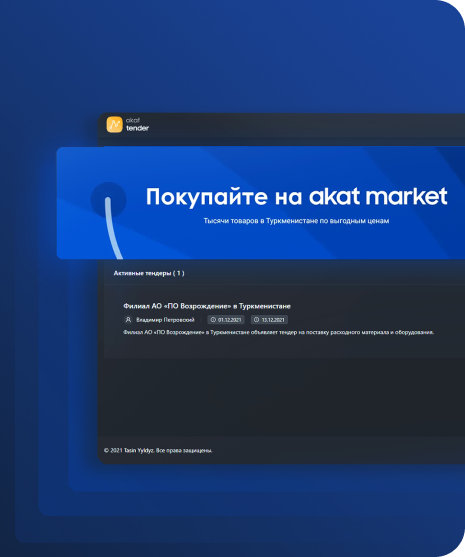 akat
tender
Покупайте на akat market
Тысячи товаров в Туркменистане по выгодным ценам
Активные тендеры ( 1 )
Филиал АО «ПО Возрождение» в Туркменистане
Владимир Петровский 01.12.2021 13.12.2021
Филиал АО «ПО Возрождение» в Туркменистане объявляет тендер на поставку расходного материала и оборудования.
© 2021 Tasin Yyldyz. Все права защищены.